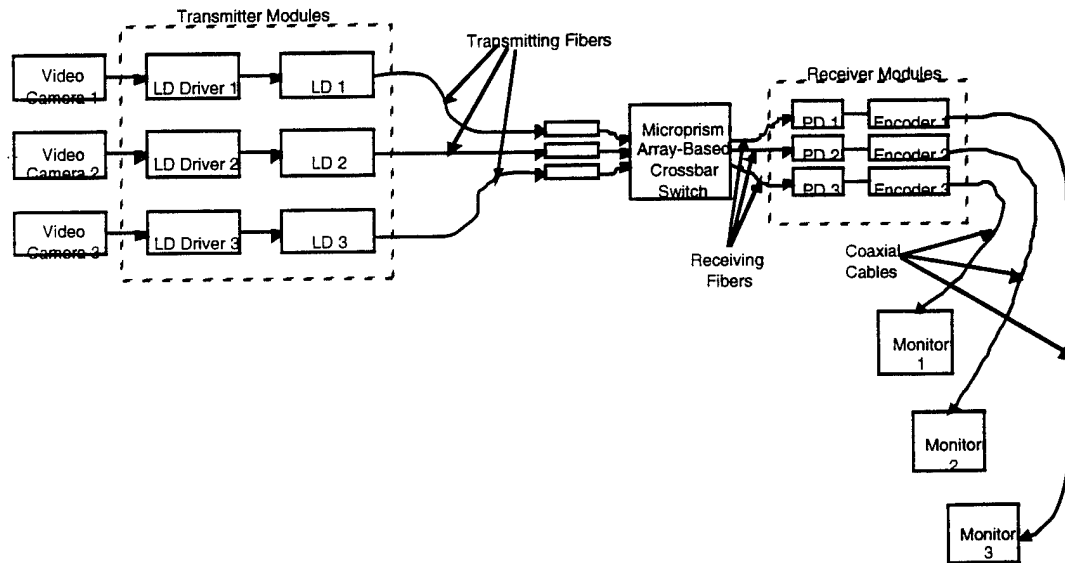 Transmitter Modules
Transmitting Fibers
Video
Camera 1
LD Driver 1
LD 1
Receiver Modules
PD 1
Encoder 1
Microprism
Array-Based
Crossbar
Switch
Video
Camera 2
LD Driver 2
LD 2
PD 2
Encoder 2
PD 3
Encoder 3
Video
Camera 3
LD Driver 3
LD 3
Receiving
Fibers
Coaxial
Cables
Monitor
1
Monitor
2
Monitor
3